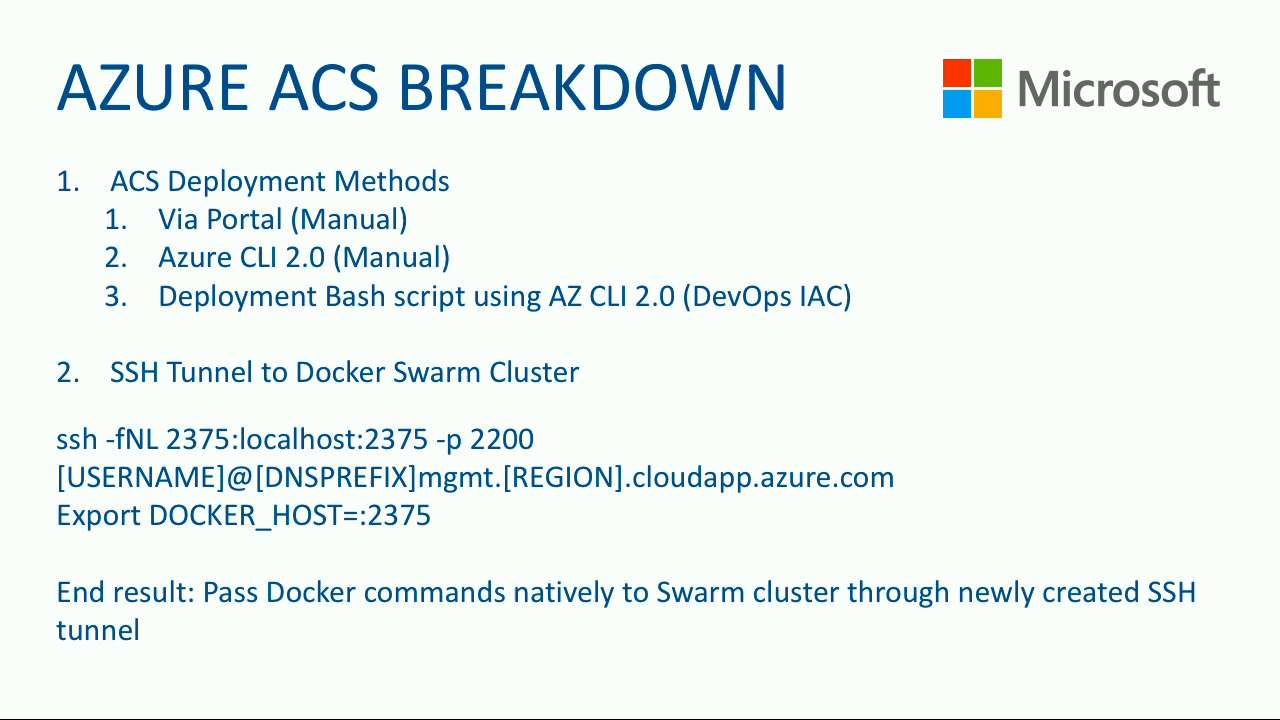 AZURE ACS BREAKDOWN
Microsoft
1. ACS Deployment Methods
1. Via Portal (Manual)
2. Azure CLI 2.0 (Manual)
3. Deployment Bash script using AZ CLI 2.0 (DevOps IAC)
2. SSH Tunnel to Docker Swarm Cluster
ssh -fNL 2375:localhost:2375 -p 2200
[USERNAME]@[DNSPREFIX]mgmt.[REGION].cloudapp.azure.com
Export DOCKER_HOST=:2375
End result: Pass Docker commands natively to Swarm cluster through newly created SSH
tunnel